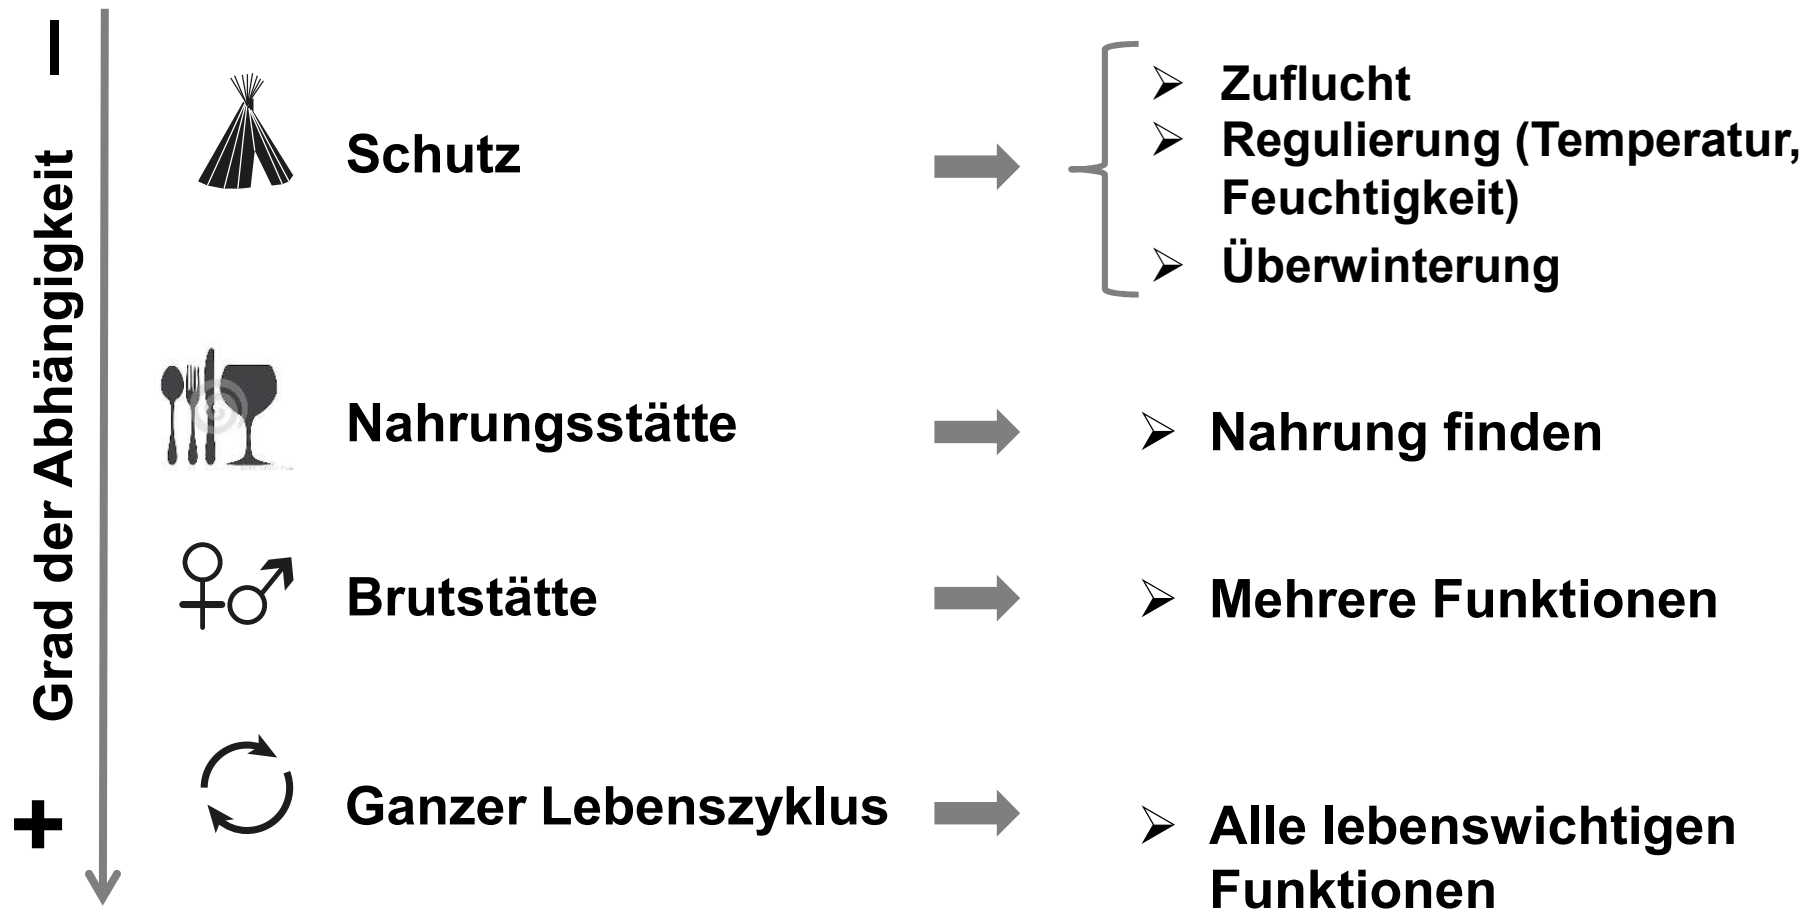 –
Grad der Abhängigkeit
+
Schutz
➢ Zuflucht
➢ Regulierung (Temperatur,
Feuchtigkeit)
➢ Überwinterung
Nahrungsstätte
➢ Nahrung finden
Brutstätte
➢ Mehrere Funktionen
Ganzer Lebenszyklus
➢ Alle lebenswichtigen
Funktionen